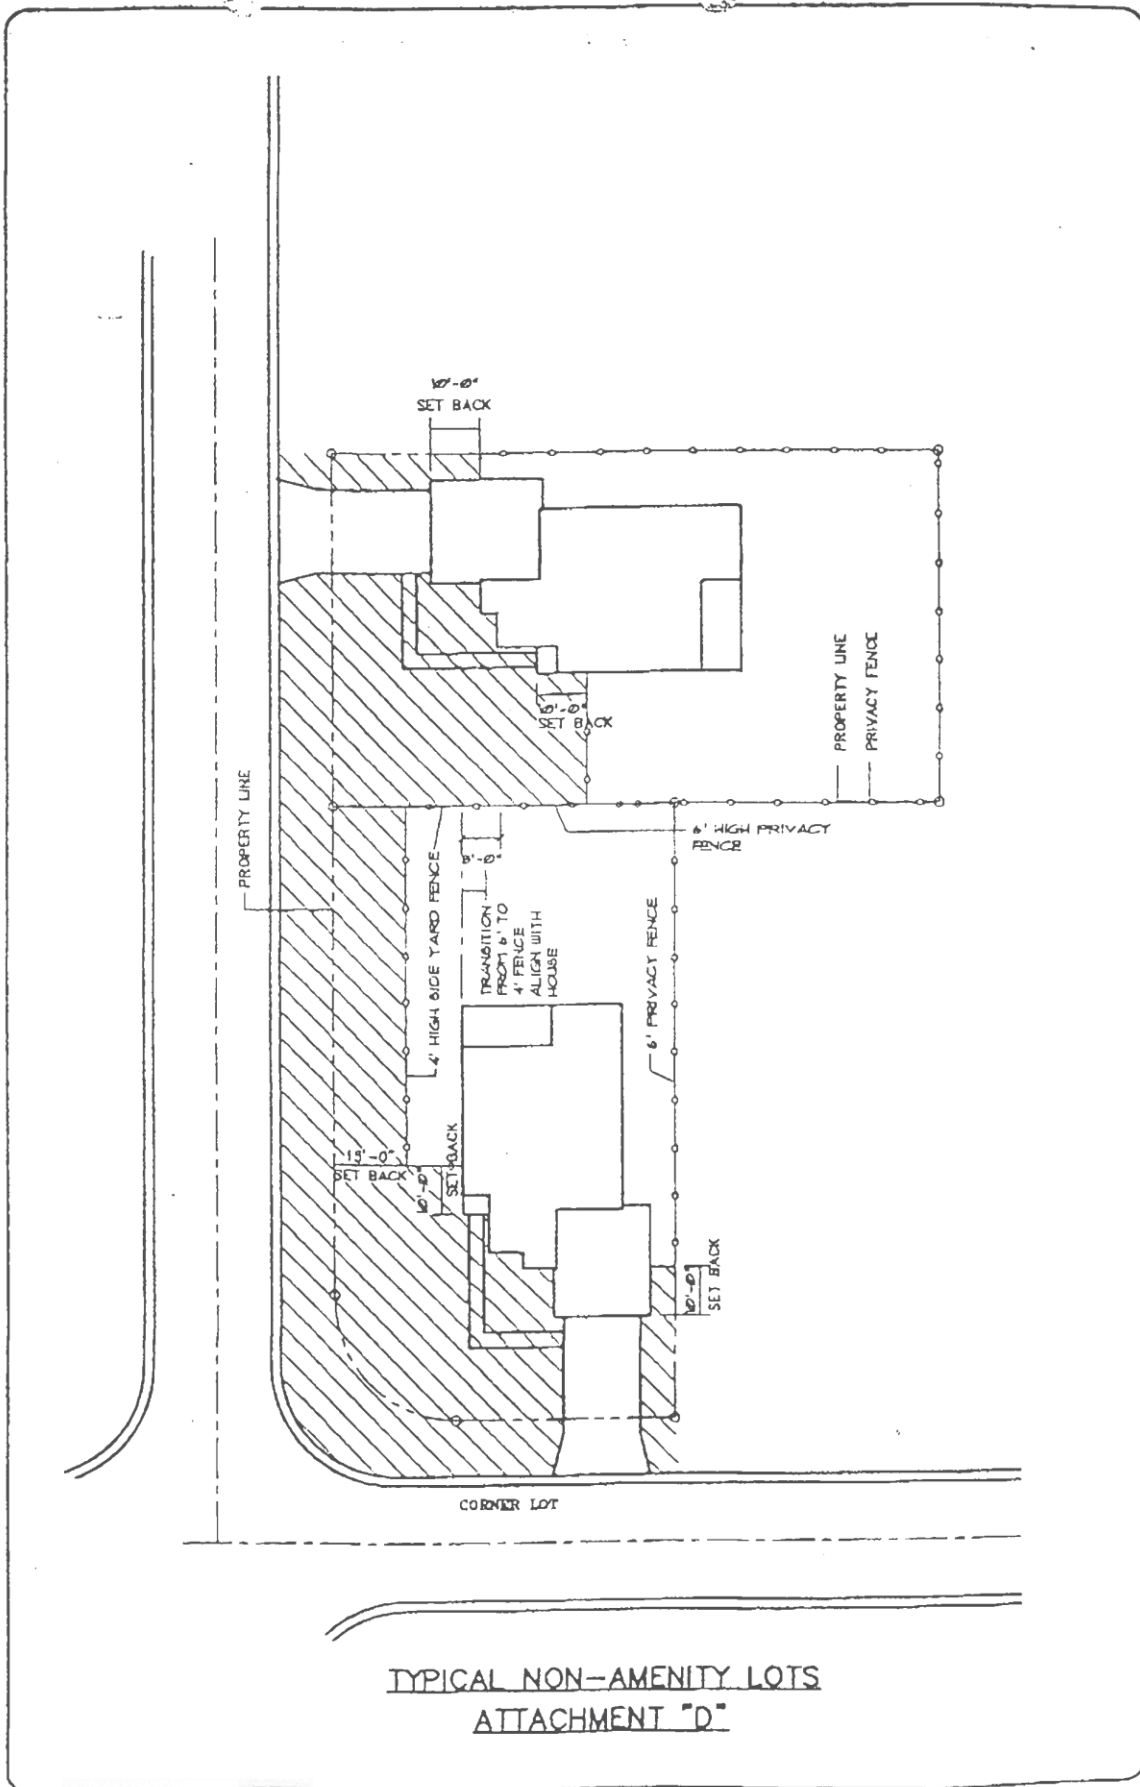 10'-0"
SET BACK
10'-0"
SET BACK
PROPERTY LINE
PRIVACY FENCE
PROPERTY LINE
6' HIGH PRIVACY
FENCE
4' HIGH SIDE YARD FENCE
TRANSITION
FROM 6' TO
4' FENCE
ALIGN WITH
HOUSE
6' PRIVACY FENCE
15'-0"
SET BACK
10'-0"
SET BACK
10'-0"
SET BACK
CORNER LOT
TYPICAL NON-AMENITY LOTS
ATTACHMENT "D"